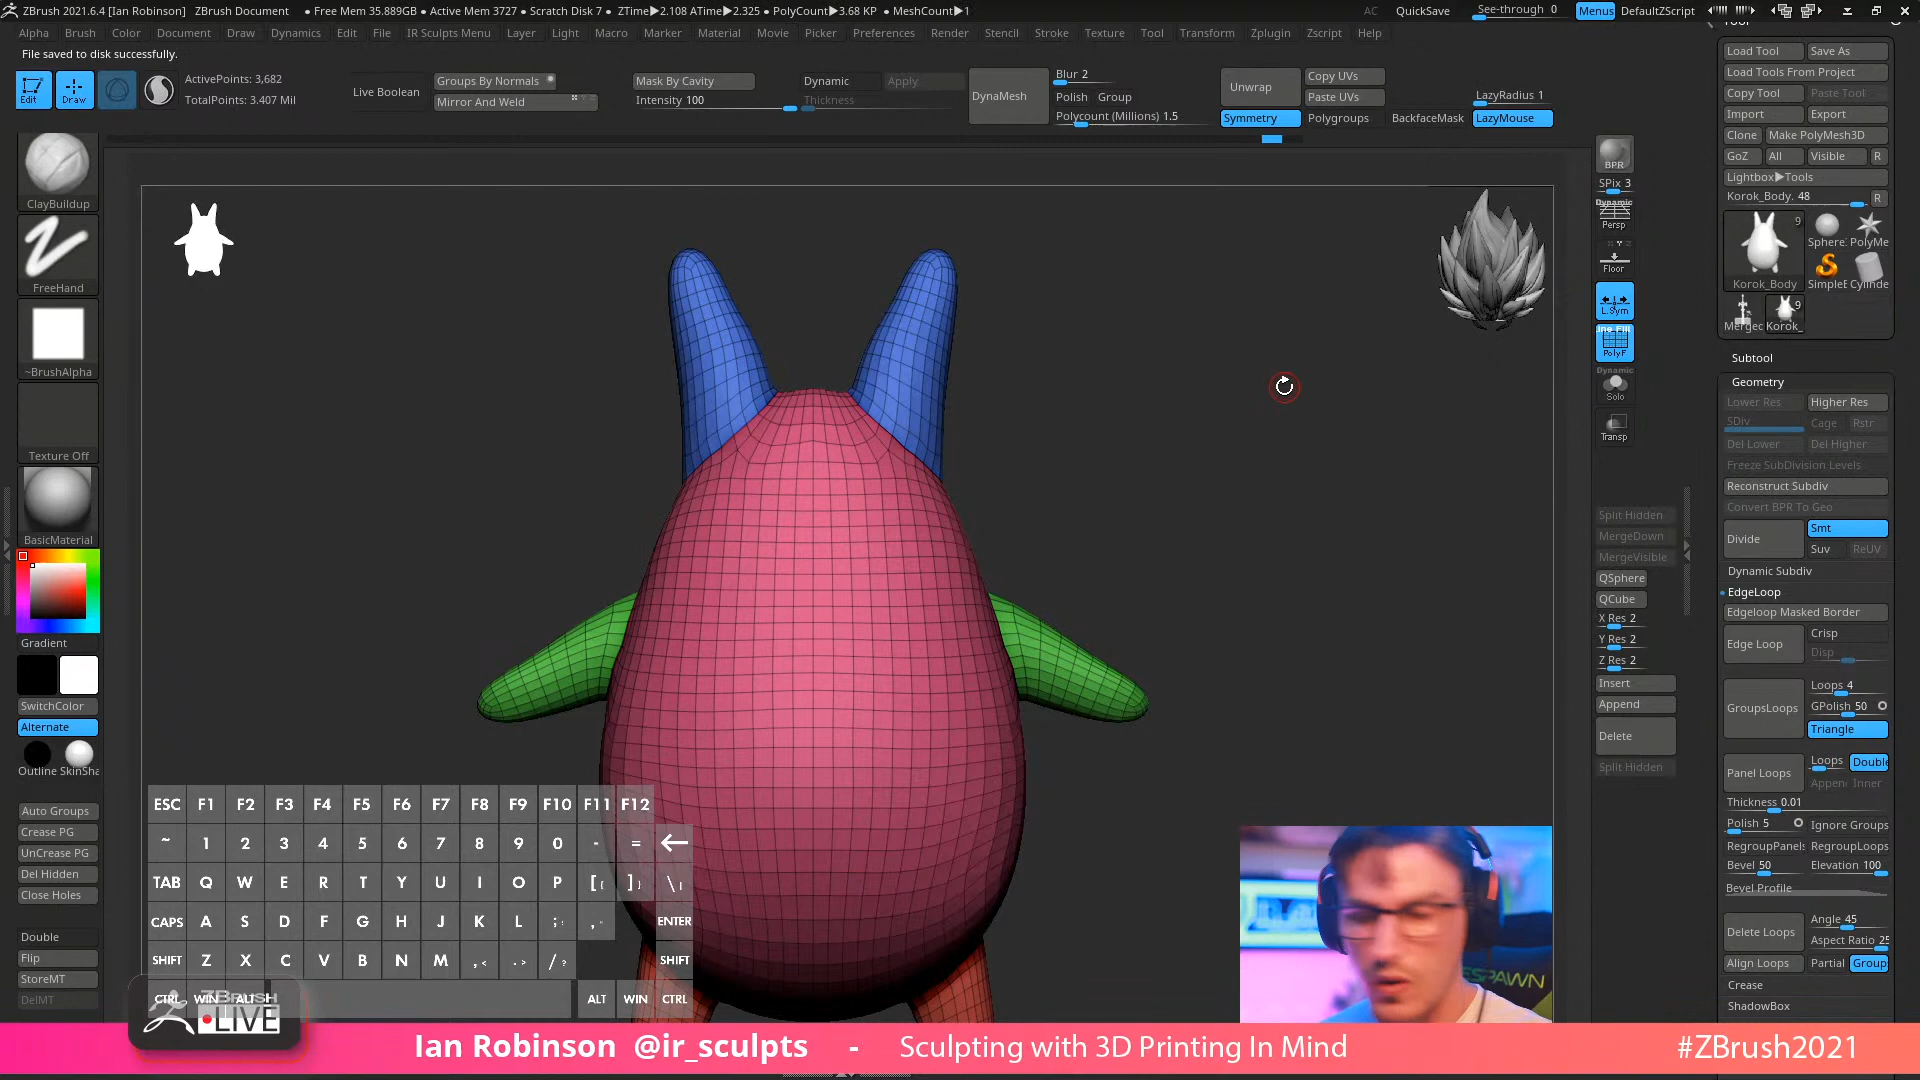 ZBrush 2021.6.4 [Ian Robinson] ZBrush Document • Free Mem 35.889GB • Active Mem 3727 • Scratch Disk 7 • ZTime▶2.108 ATime▶2.325 • PolyCount▶3.68 KP • MeshCount▶1 AC QuickSave See-through 0 Menus DefaultZScript
Alpha Brush Color Document Draw Dynamics Edit File IR Sculpts Menu Layer Light Macro Marker Material Movie Picker Preferences Render Stencil Stroke Texture Tool Transform Zplugin Zscript Help
File saved to disk successfully.
Edit Draw
ActivePoints: 3,682
TotalPoints: 3.407 Mil
Live Boolean
Groups By Normals
Mirror And Weld
Mask By Cavity
Intensity 100
Dynamic Apply
Thickness
DynaMesh
Blur 2
Polish Group
Polycount (Millions) 1.5
Unwrap
Copy UVs
Paste UVs
Symmetry Polygroups BackfaceMask
LazyRadius 1
LazyMouse
ClayBuildup
FreeHand
~BrushAlpha
Texture Off
BasicMaterial
Gradient
SwitchColor
Alternate
Outline SkinSha
Auto Groups
Crease PG
UnCrease PG
Del Hidden
Close Holes
Double
Flip
StoreMT
DelMT
BPR
SPix 3
Dynamic
Persp
Floor
L.Sym
Line Fill
PolyF
Dynamic
Solo
Transp
Split Hidden
MergeDown
MergeVisible
QSphere
QCube
X Res 2
Y Res 2
Z Res 2
Insert
Append
Delete
Split Hidden
Tool
Load Tool Save As
Load Tools From Project
Copy Tool Paste Tool
Import Export
Clone Make PolyMesh3D
GoZ All Visible R
Lightbox▶Tools
Korok_Body. 48 R
9
Korok_Body
Sphere PolyMe
SimpleB Cylinde
9
Mergec Korok_
Subtool
Geometry
Lower Res Higher Res
SDiv Cage Rstr
Del Lower Del Higher
Freeze SubDivision Levels
Reconstruct Subdiv
Convert BPR To Geo
Divide Smt
Suv ReUV
Dynamic Subdiv
EdgeLoop
Edgeloop Masked Border
Edge Loop Crisp
Disp
GroupsLoops Loops 4
GPolish 50
Triangle
Panel Loops Loops Double
Append Inner
Thickness 0.01
Polish 5 Ignore Groups
RegroupPanels RegroupLoops
Bevel 50 Elevation 100
Bevel Profile
Delete Loops Angle 45
Aspect Ratio 25
Align Loops Partial Group
Crease
ShadowBox
ESC F1 F2 F3 F4 F5 F6 F7 F8 F9 F10 F11 F12
~ 1 2 3 4 5 6 7 8 9 0 - = ←
TAB Q W E R T Y U I O P [{ ]} \|
CAPS A S D F G H J K L ;: ,. ENTER
SHIFT Z X C V B N M ,< .> /? SHIFT
CTRL WIN ALT ALT WIN CTRL
ZBRUSH
LIVE
ESPAWN
Ian Robinson @ir_sculpts - Sculpting with 3D Printing In Mind #ZBrush2021